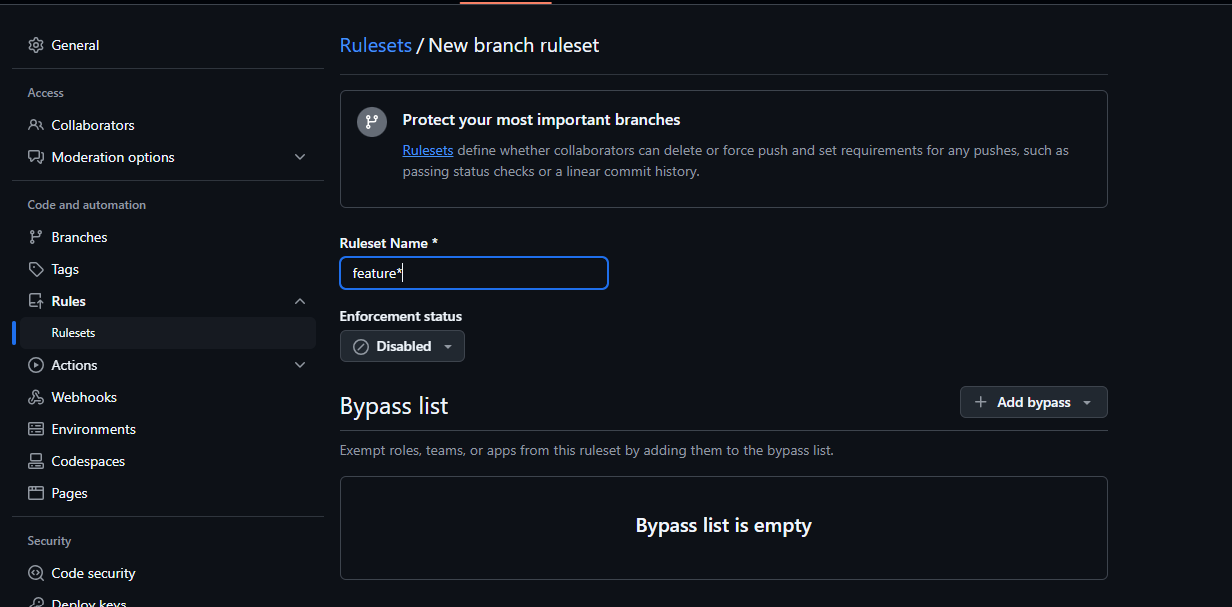 General
Access
Collaborators
Moderation options
Code and automation
Branches
Tags
Rules
Rulesets
Actions
Webhooks
Environments
Codespaces
Pages
Security
Code security
Deploy keys
Rulesets / New branch ruleset
Protect your most important branches
Rulesets define whether collaborators can delete or force push and set requirements for any pushes, such as
passing status checks or a linear commit history.
Ruleset Name *
feature*
Enforcement status
Disabled
Bypass list
Add bypass
Exempt roles, teams, or apps from this ruleset by adding them to the bypass list.
Bypass list is empty